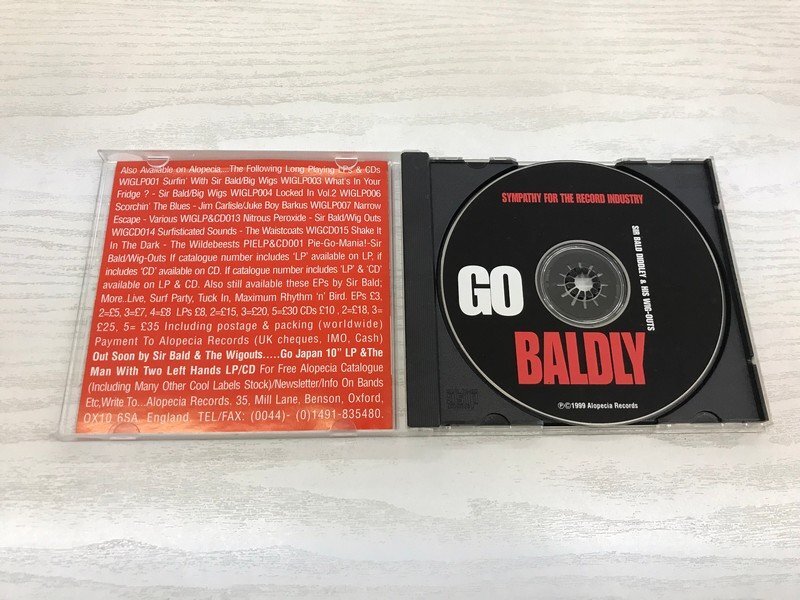 Also Available on Alopecia....The Following Long Playing LPs & CDs
WIGLP001 Surfin' With Sir Bald/Big Wigs WIGLP003 What's In Your
Fridge ? - Sir Bald/Big Wigs WIGLP004 Locked In Vol.2 WIGLP006
Scorchin' The Blues - Jim Carlisle/Juke Boy Barkus WIGLP007 Narrow
Escape - Various WIGLP&CD013 Nitrous Peroxide - Sir Bald/Wig Outs
WIGCD014 Surfisticated Sounds - The Waistcoats WIGCD015 Shake It
In The Dark - The Wildebeests PIELP&CD001 Pie-Go-Mania!-Sir
Bald/Wig-Outs If catalogue number includes 'LP' available on LP, if
includes 'CD' available on CD. If catalogue number includes 'LP' & 'CD'
available on LP & CD. Also still available these EPs by Sir Bald;
More..Live, Surf Party, Tuck In, Maximum Rhythm 'n' Bird. EPs £3
2=£5, 3=£7, 4=£8 LPs £8, 2=£15, 3=£20, 5=£30 CDs £10 , 2=£18, 3=
£25, 5= £35 Including postage & packing (worldwide)
Payment To Alopecia Records (UK cheques, IMO, Cash)
Out Soon by Sir Bald & The Wigouts.....Go Japan 10" LP &The
Man With Two Left Hands LP/CD For Free Alopecia Catalogue
(Including Many Other Cool Labels Stock)/Newsletter/Info On Bands
Etc,Write To...Alopecia Records. 35, Mill Lane, Benson, Oxford,
OX10 6SA. England. TEL/FAX: (0044)- (0)1491-835480.
SYMPATHY FOR THE RECORD INDUSTRY
SIR BALD DIDDLEY & HIS WIG-OUTS
GO
BALDLY
℗©1999 Alopecia Records